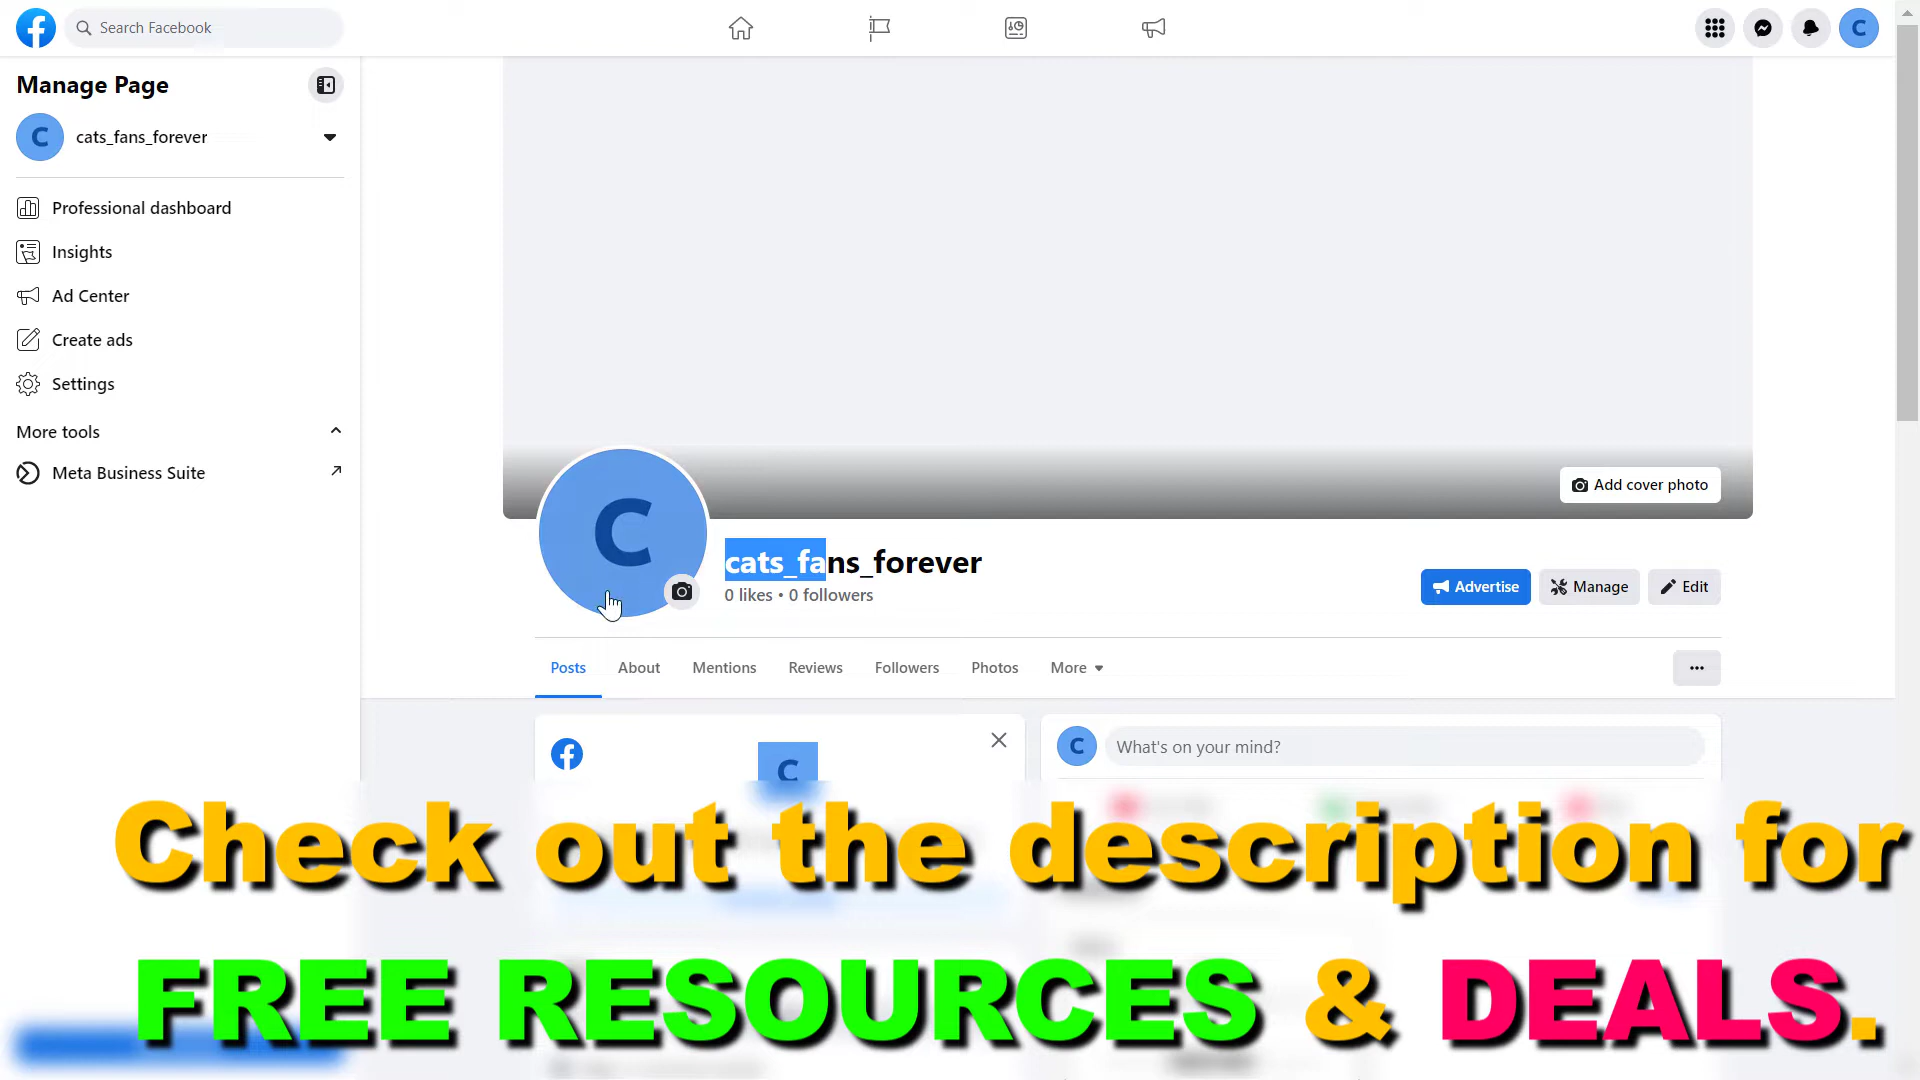 Search Facebook
C
Manage Page
C
cats_fans_forever
Professional dashboard
Insights
Ad Center
Create ads
Settings
More tools
Meta Business Suite
Add cover photo
C
cats_fans_forever
0 likes • 0 followers
Advertise
Manage
Edit
Posts
About
Mentions
Reviews
Followers
Photos
More
C
C
What's on your mind?
Check out the description for
FREE RESOURCES & DEALS.